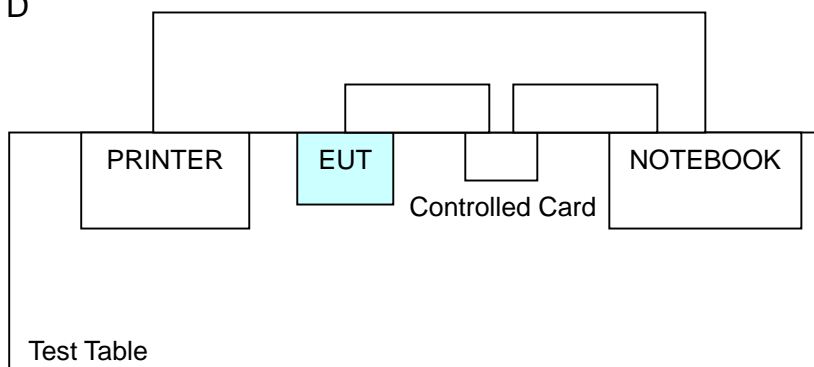 D
PRINTER
EUT
NOTEBOOK
Controlled Card
Test Table